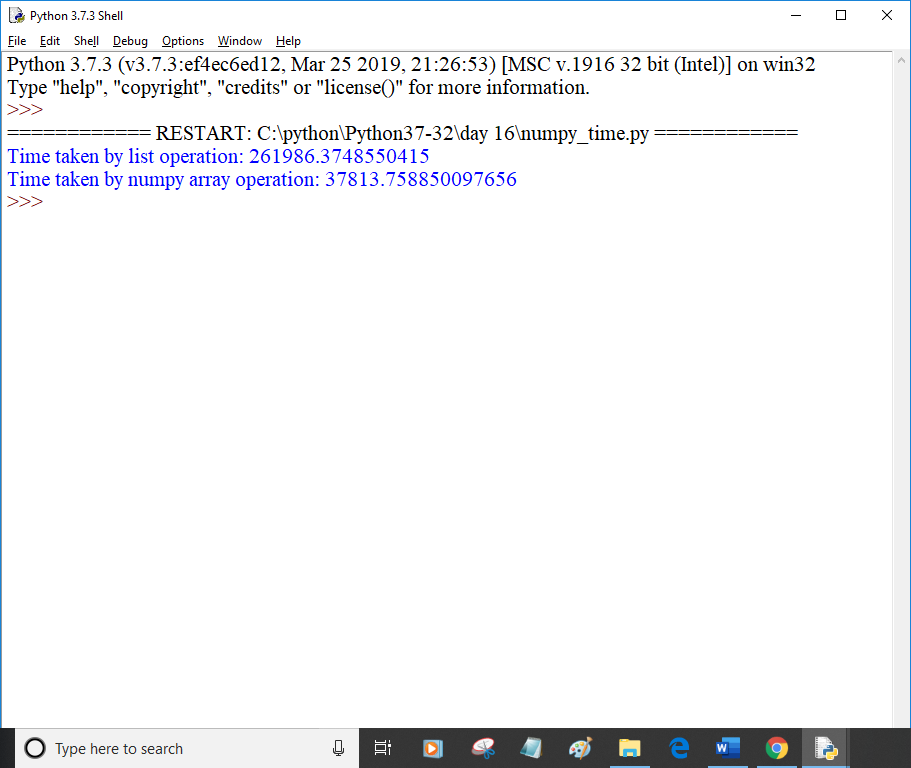 Python 3.7.3 Shell
File Edit Shell Debug Options Window Help
Python 3.7.3 (v3.7.3:ef4ec6ed12, Mar 25 2019, 21:26:53) [MSC v.1916 32 bit (Intel)] on win32
Type "help", "copyright", "credits" or "license()" for more information.
>>>
============ RESTART: C:\python\Python37-32\day 16\numpy_time.py ============
Time taken by list operation: 261986.3748550415
Time taken by numpy array operation: 37813.758850097656
>>>
Type here to search